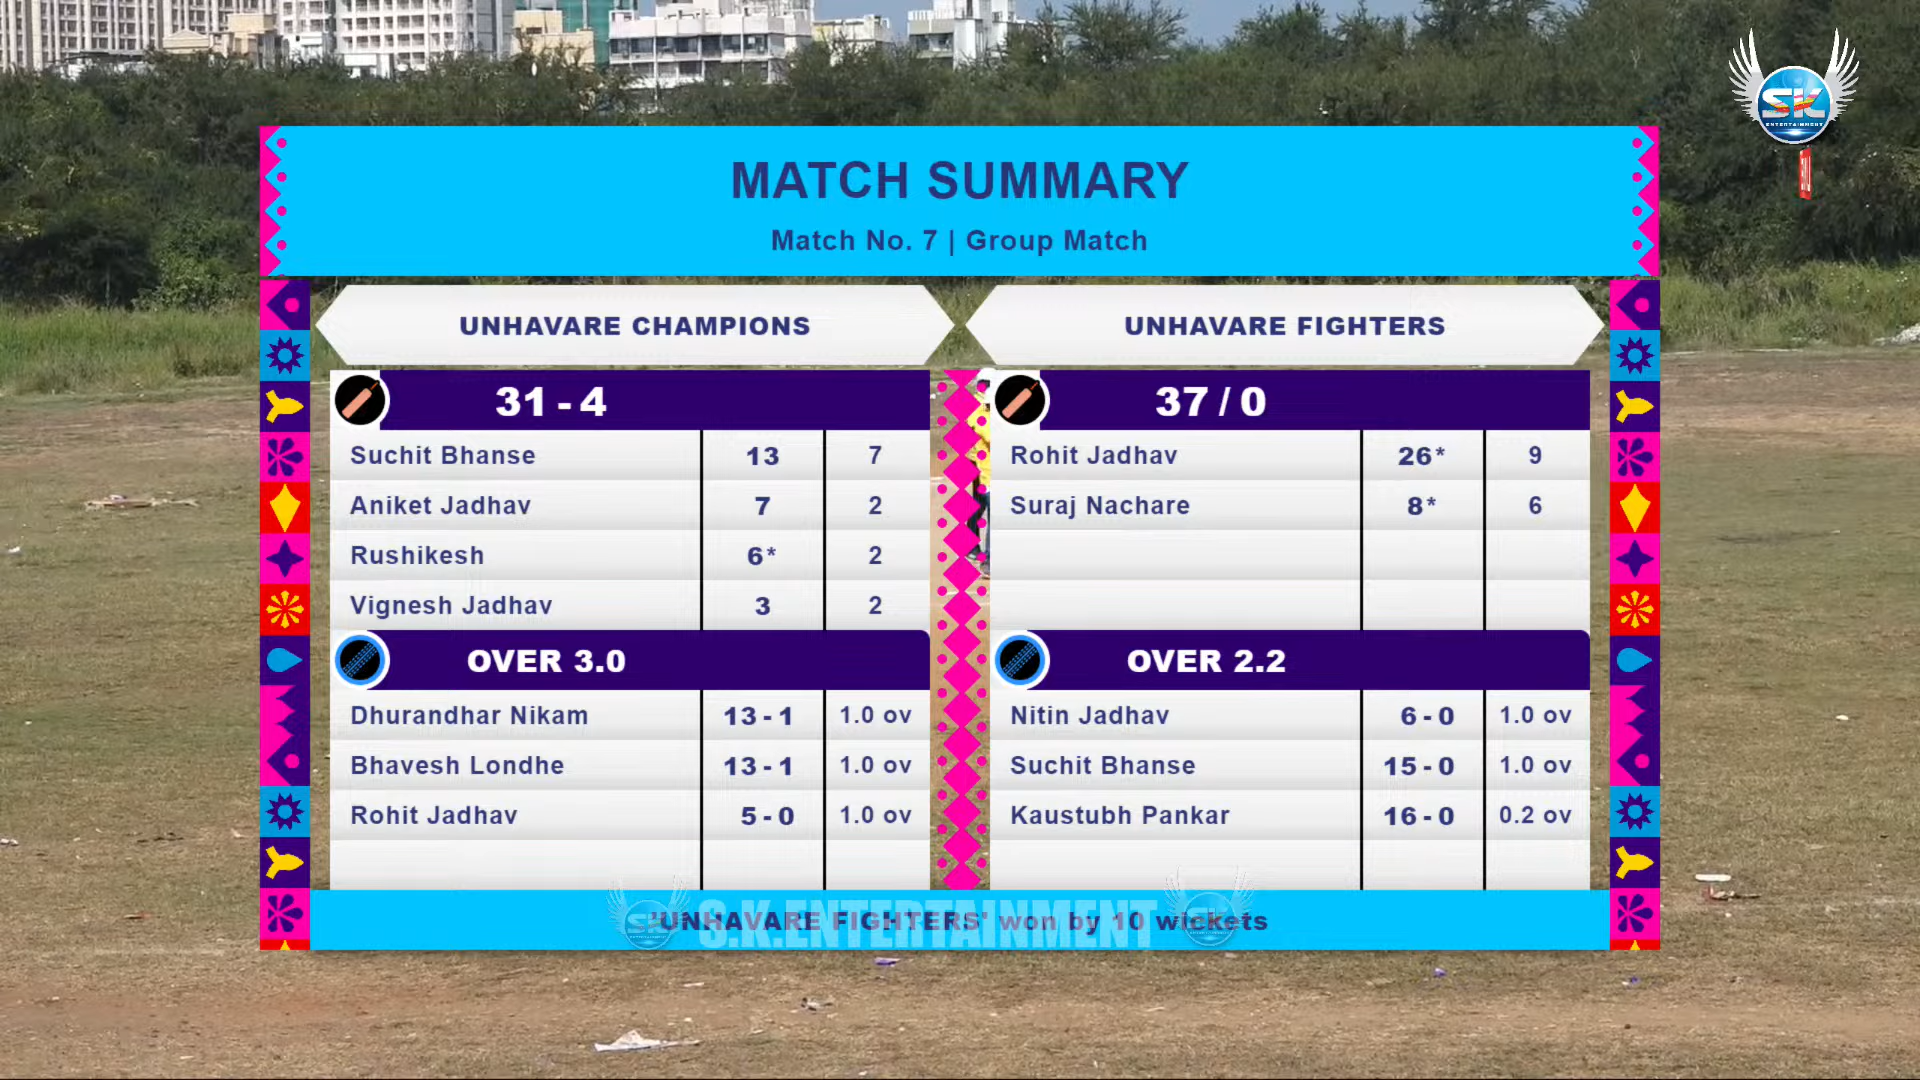 SK
ENTERTAINMENT
MATCH SUMMARY
Match No. 7 | Group Match
UNHAVARE CHAMPIONS
31 - 4
Suchit Bhanse 13 7
Aniket Jadhav 7 2
Rushikesh 6* 2
Vignesh Jadhav 3 2
OVER 3.0
Dhurandhar Nikam 13 - 1 1.0 ov
Bhavesh Londhe 13 - 1 1.0 ov
Rohit Jadhav 5 - 0 1.0 ov
UNHAVARE FIGHTERS
37 / 0
Rohit Jadhav 26* 9
Suraj Nachare 8* 6
OVER 2.2
Nitin Jadhav 6 - 0 1.0 ov
Suchit Bhanse 15 - 0 1.0 ov
Kaustubh Pankar 16 - 0 0.2 ov
'UNHAVARE FIGHTERS' won by 10 wickets
S.K.ENTERTAINMENT